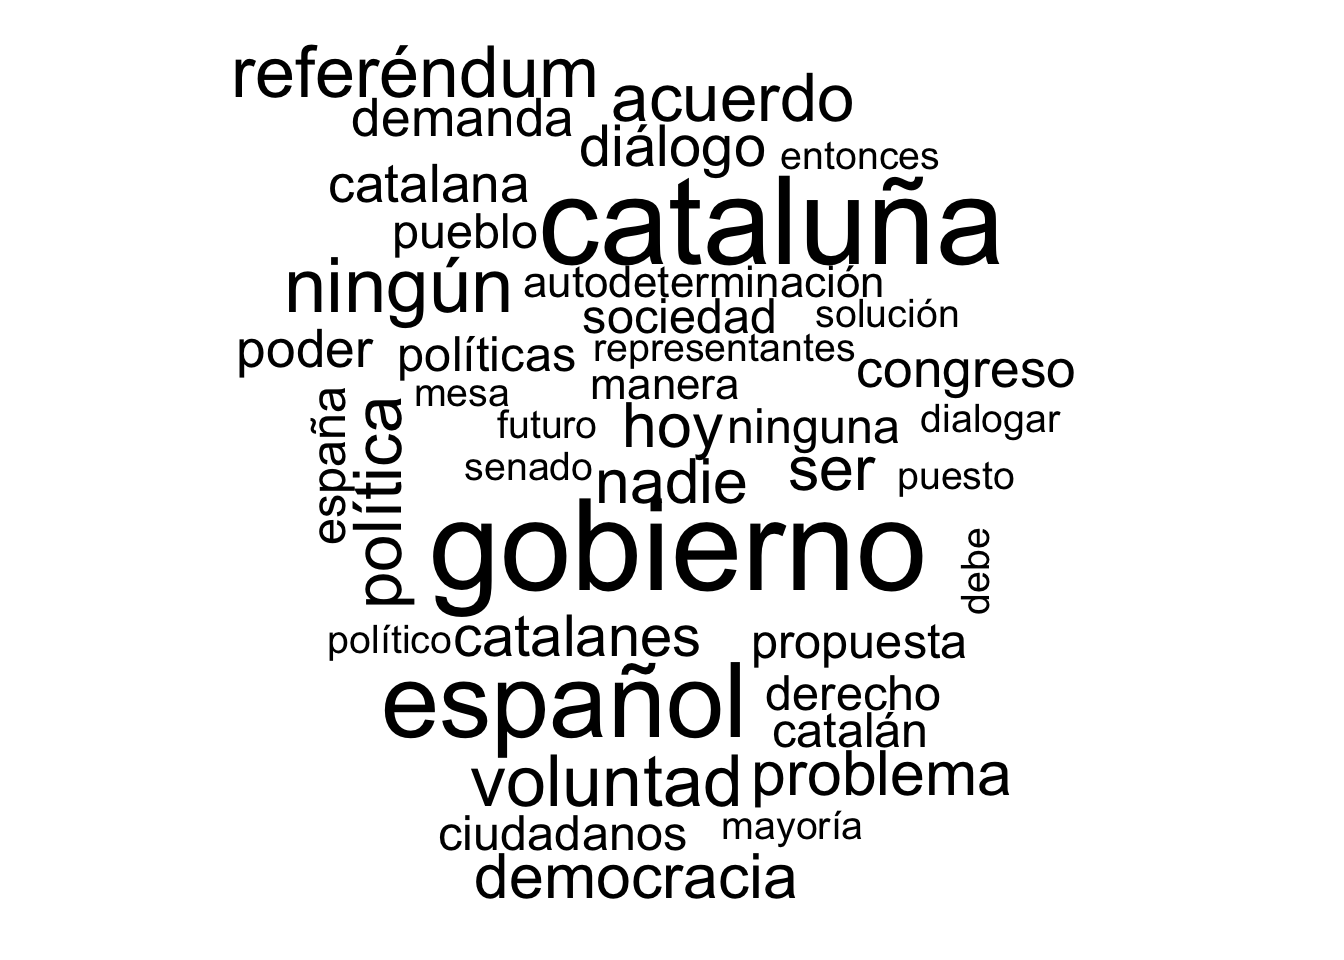 referéndum
acuerdo
demanda
diálogo
entonces
catalana
cataluña
pueblo
ningún
autodeterminación
sociedad
solución
poder
políticas
representantes
congreso
mesa
manera
españa
política
futuro
hoy
ninguna
dialogar
senado
nadie
ser
puesto
gobierno
debe
político
catalanes
propuesta
español
derecho
catalán
voluntad
problema
ciudadanos
mayoría
democracia